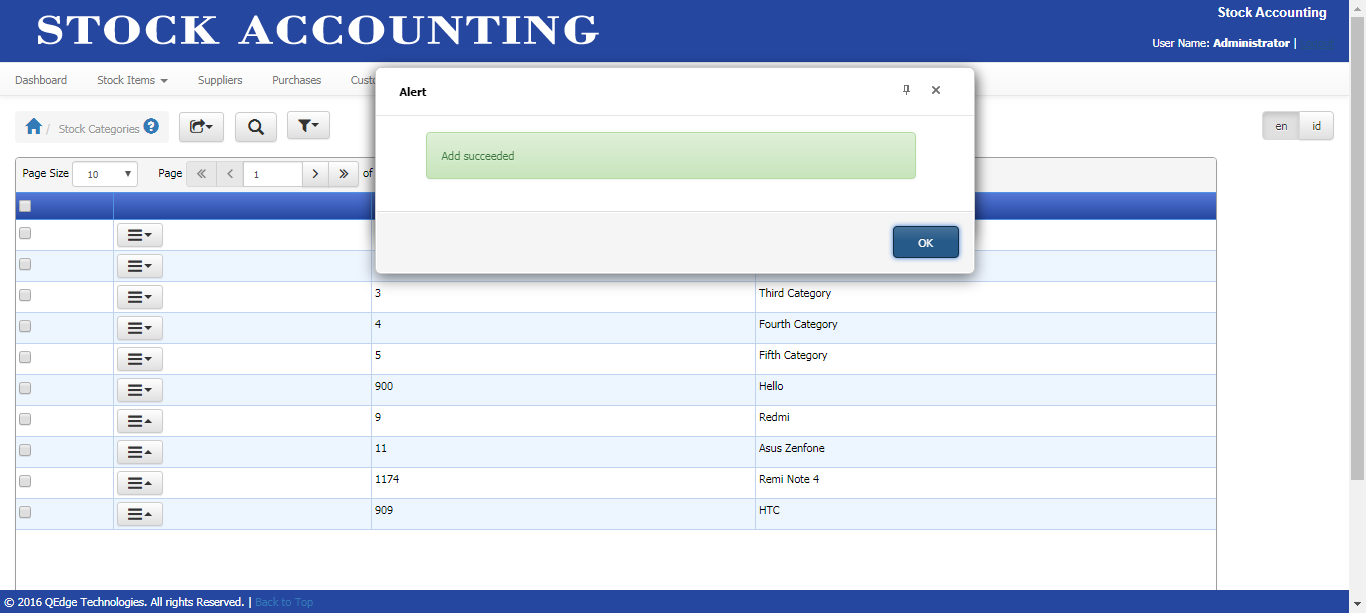 STOCK ACCOUNTING
Stock Accounting
User Name: Administrator |
Dashboard Stock Items Suppliers Purchases
Alert
Stock Categories
en id
Add succeeded
Page Size 10 Page 1 of
OK
3 Third Category
4 Fourth Category
5 Fifth Category
900 Hello
9 Redmi
11 Asus Zenfone
1174 Remi Note 4
909 HTC
© 2016 QEdge Technologies. All rights Reserved. | Back to Top